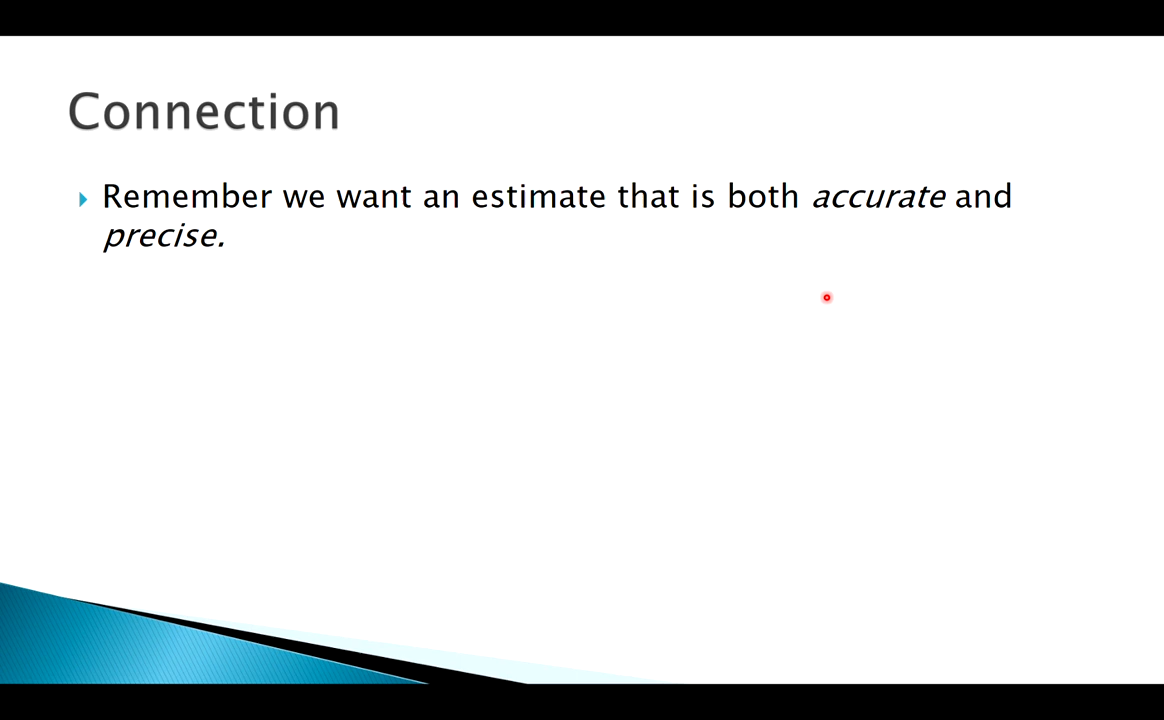 Connection
Remember we want an estimate that is both accurate and
precise.